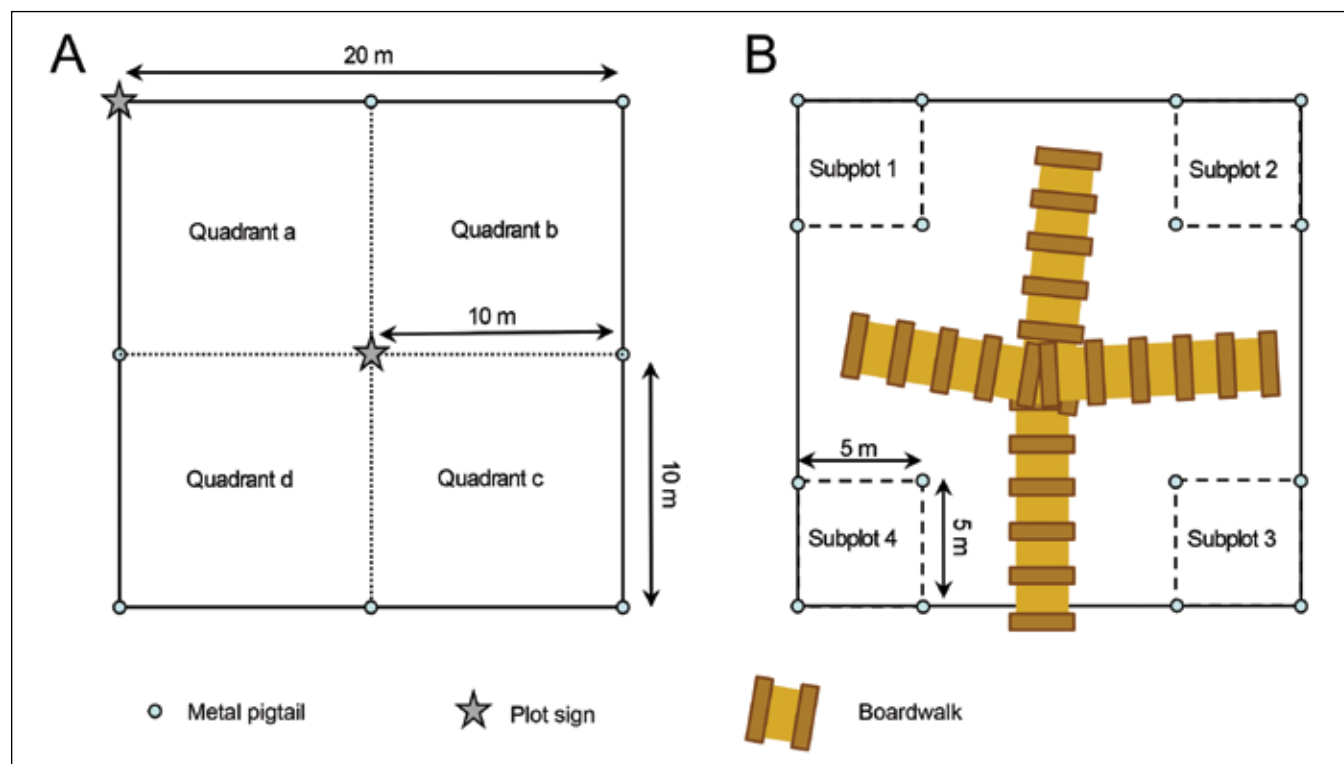 A
20 m
Quadrant a
Quadrant b
10 m
Quadrant d
Quadrant c
10 m
B
Subplot 1
Subplot 2
5 m
Subplot 4
5 m
Subplot 3
Metal pigtail
Plot sign
Boardwalk